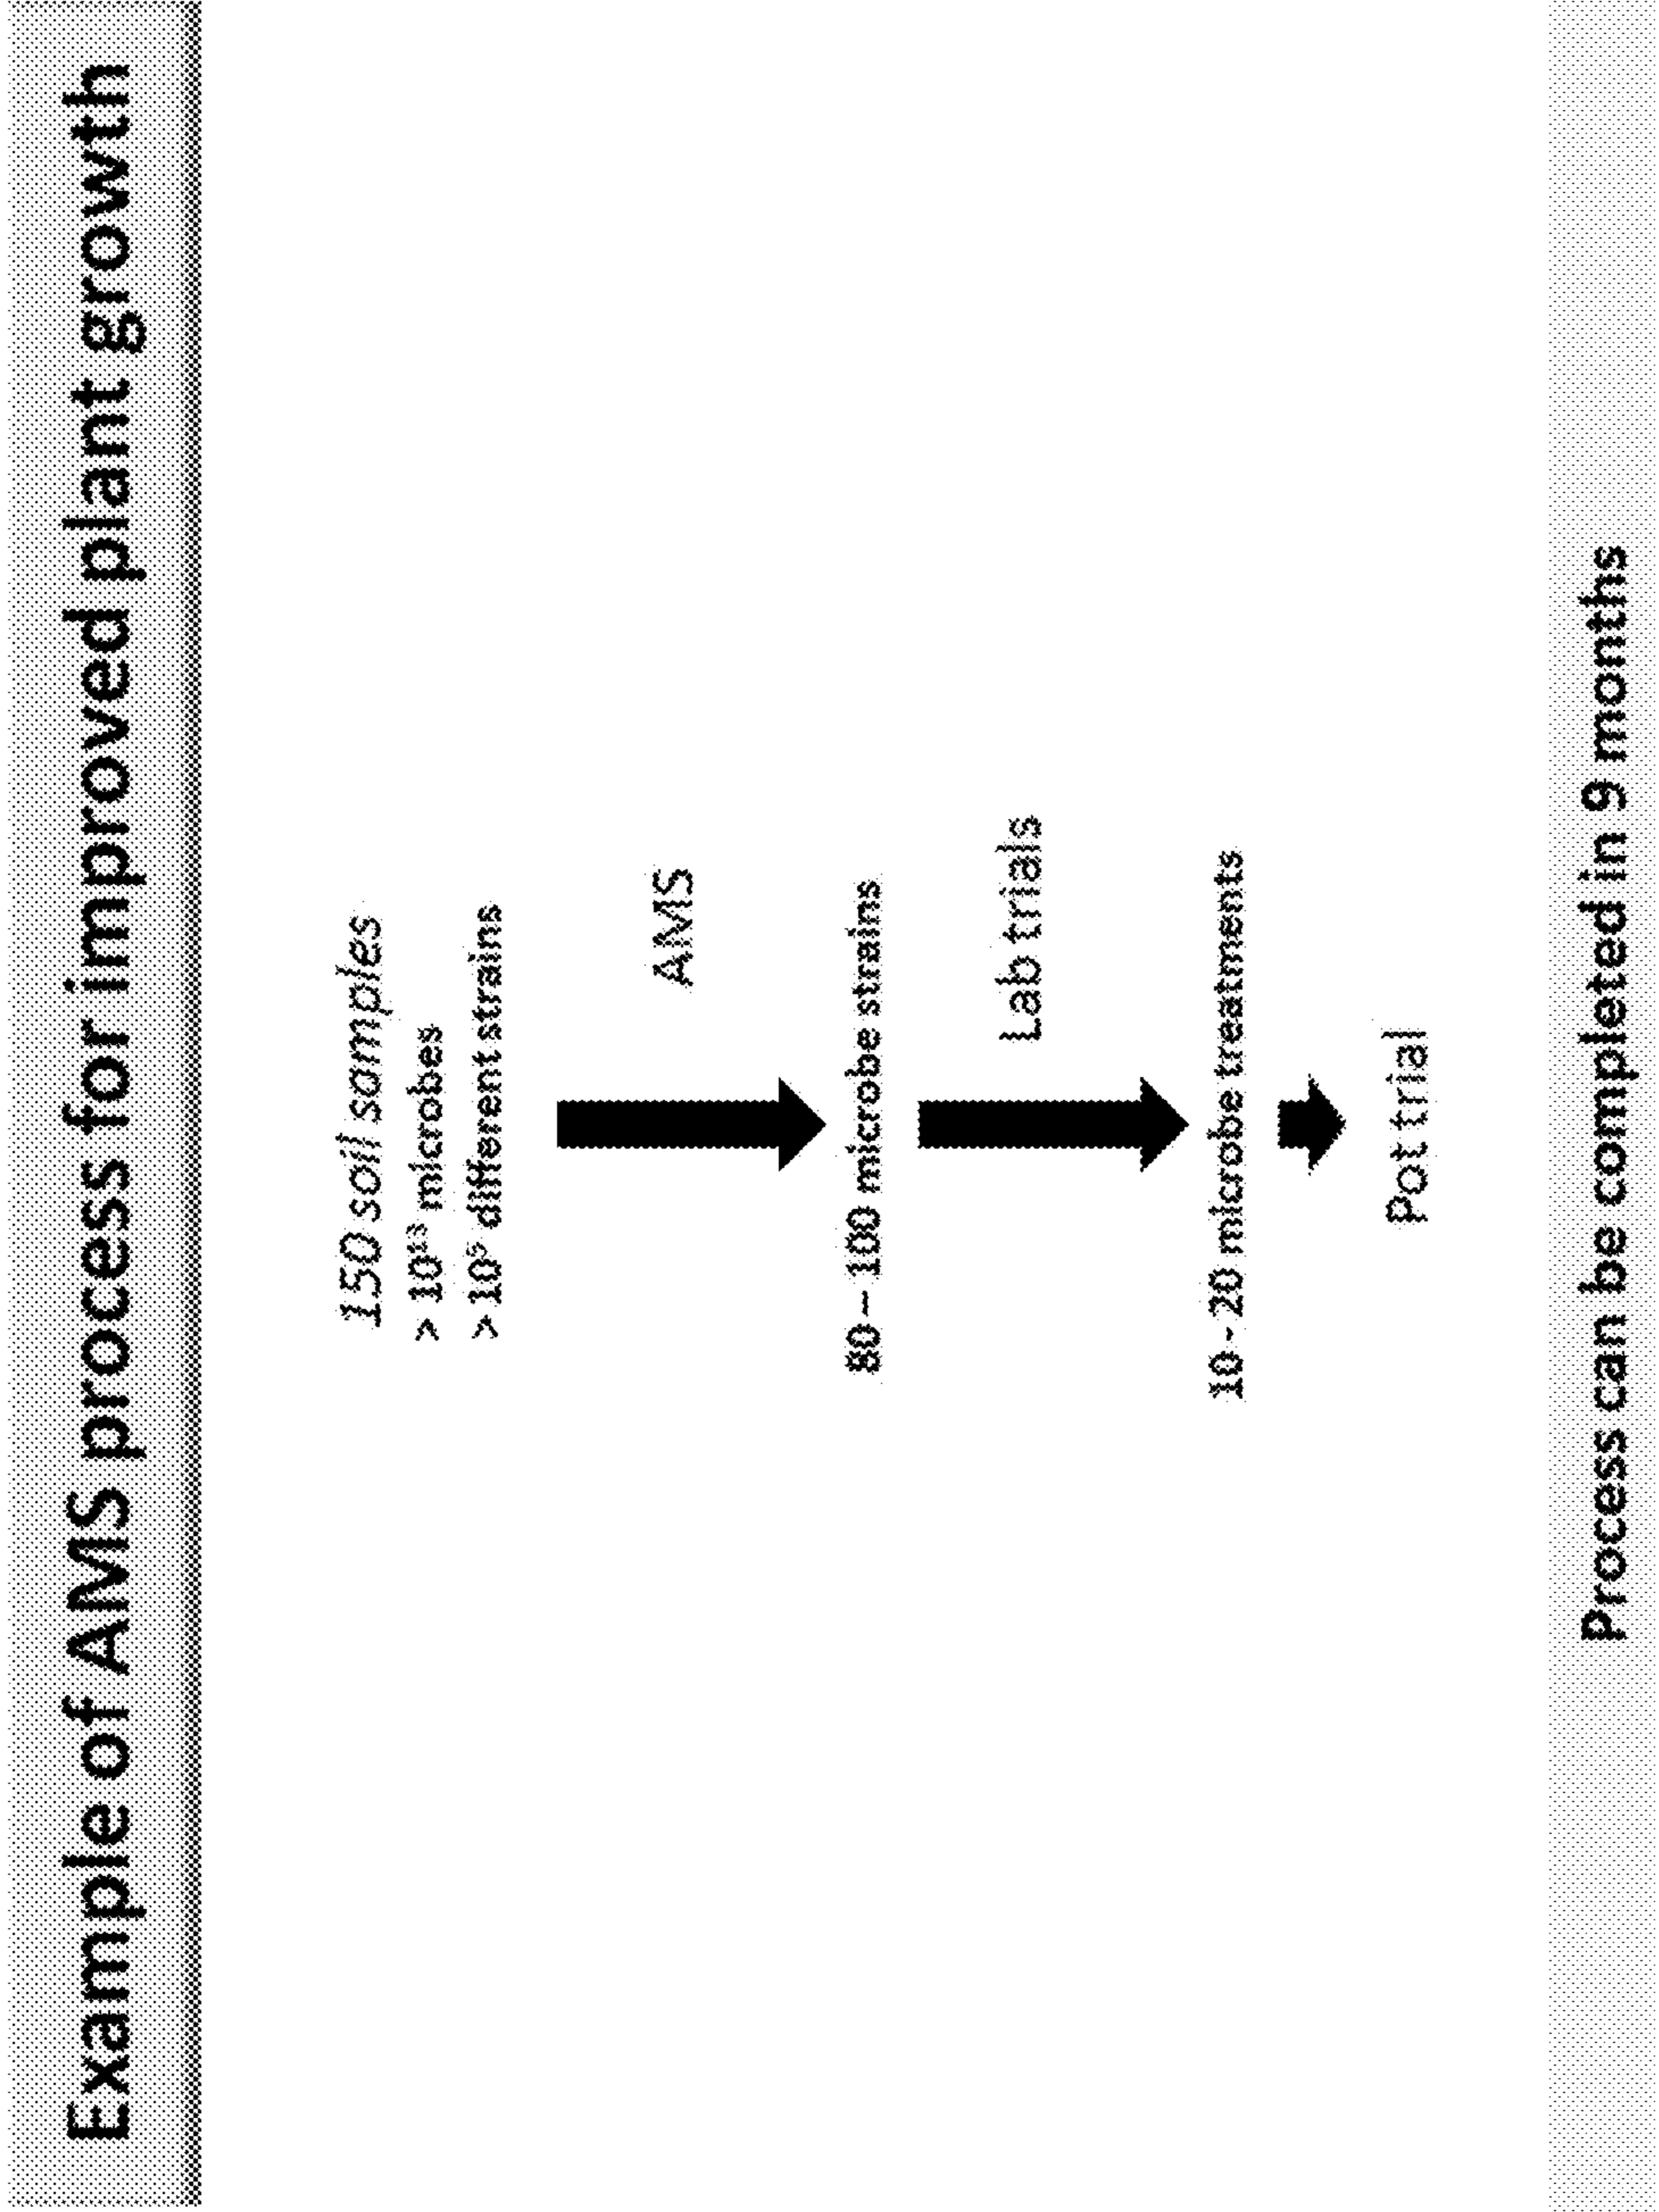 Example of AMS process for improved plant growth
150 soil samples
> 10¹³ microbes
> 10⁵ different strains
AMS
80 – 100 microbe strains
Lab trials
10 - 20 microbe treatments
Pot trial
Process can be completed in 9 months